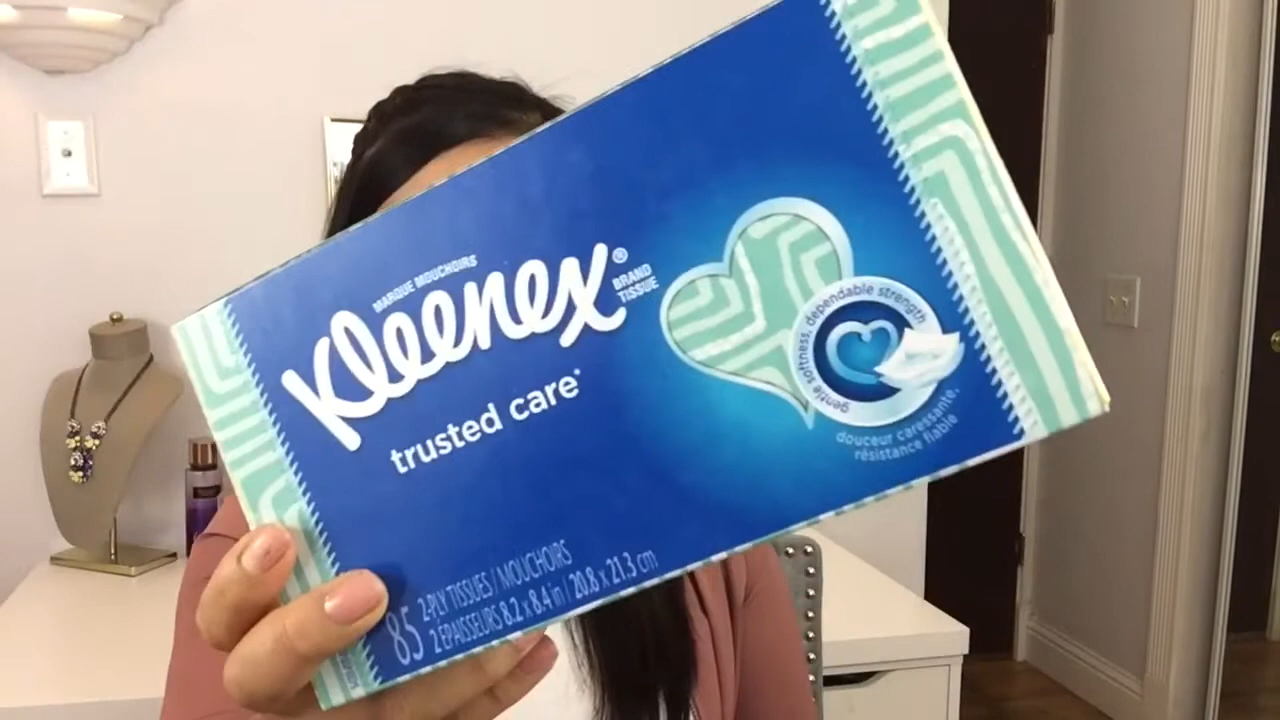 MARQUE MOUCHOIRS
Kleenex®
BRAND
TISSUE
trusted care*
gentle softness, dependable strength
douceur caressante,
résistance fiable
85
2-PLY TISSUES / MOUCHOIRS
2 ÉPAISSEURS 8.2 x 8.4 in / 20.8 x 21.3 cm